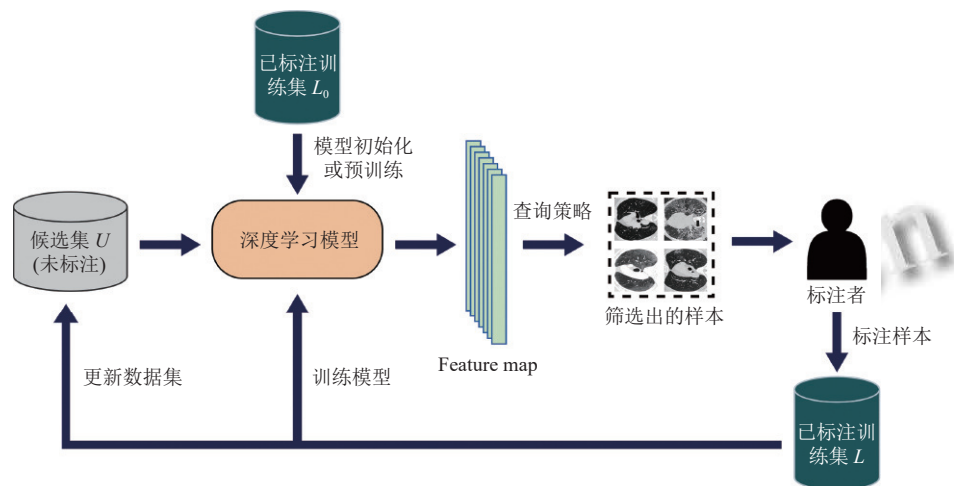 已标注训
练集 L₀
模型初始化
或预训练
候选集 U
(未标注)
深度学习模型
查询策略
Feature map
筛选出的样本
标注者
标注样本
更新数据集
训练模型
已标注训
练集 L